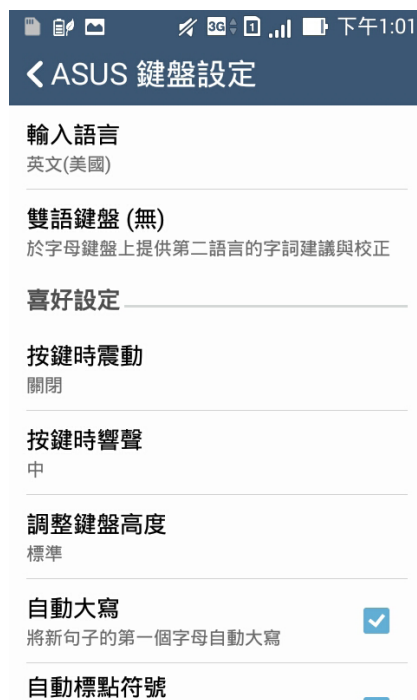 3G 1 下午1:01
ASUS 鍵盤設定
輸入語言
英文(美國)
雙語鍵盤 (無)
於字母鍵盤上提供第二語言的字詞建議與校正
喜好設定
按鍵時震動
關閉
按鍵時響聲
中
調整鍵盤高度
標準
自動大寫
將新句子的第一個字母自動大寫
自動標點符號